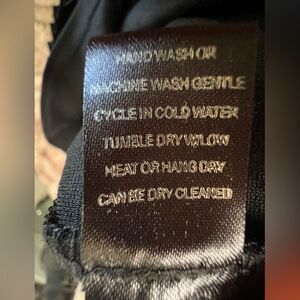 HAND WASH OR
MACHINE WASH GENTLE
CYCLE IN COLD WATER
TUMBLE DRY W/LOW
HEAT OR HANG DRY
CAN BE DRY CLEANED